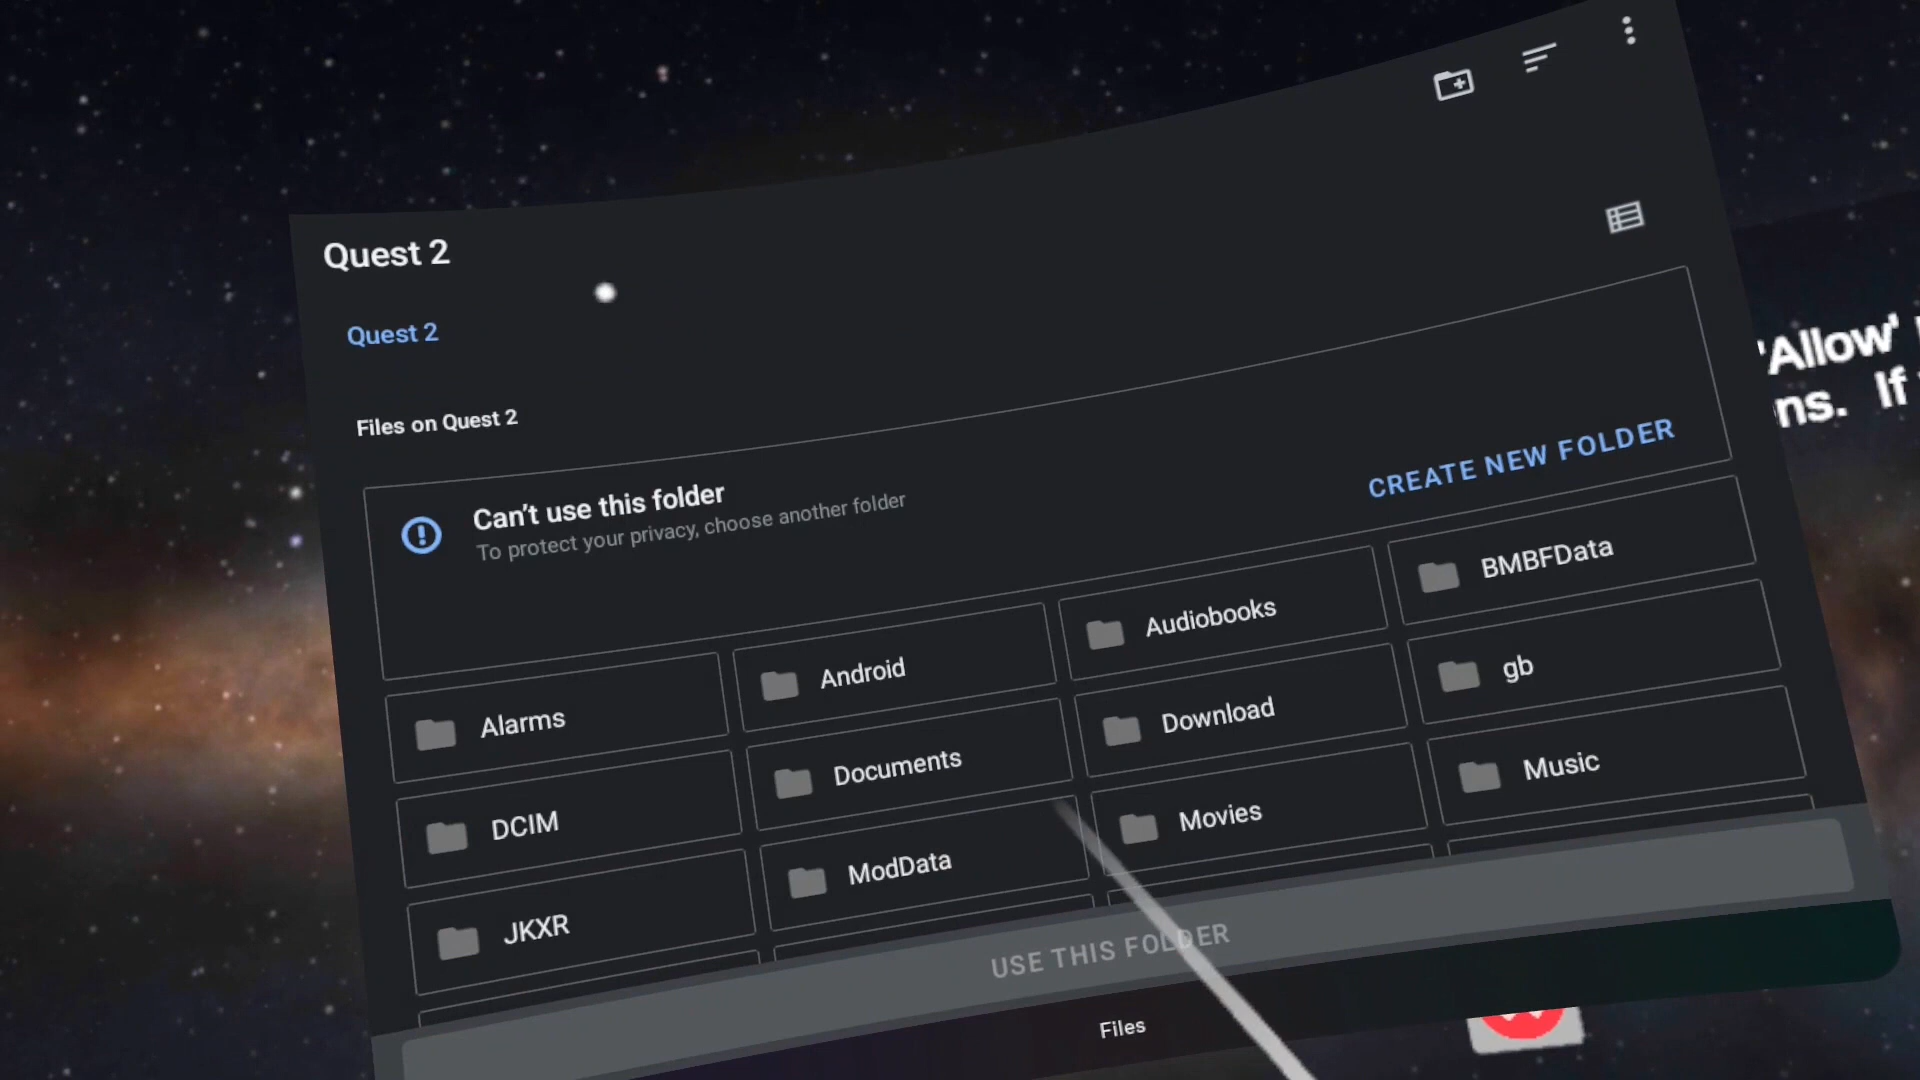 Quest 2
Quest 2
Files on Quest 2
Can't use this folder
To protect your privacy, choose another folder
CREATE NEW FOLDER
Alarms
Android
Audiobooks
BMBFData
DCIM
Documents
Download
gb
JKXR
ModData
Movies
Music
USE THIS FOLDER
Files
'Allow'
ns. If